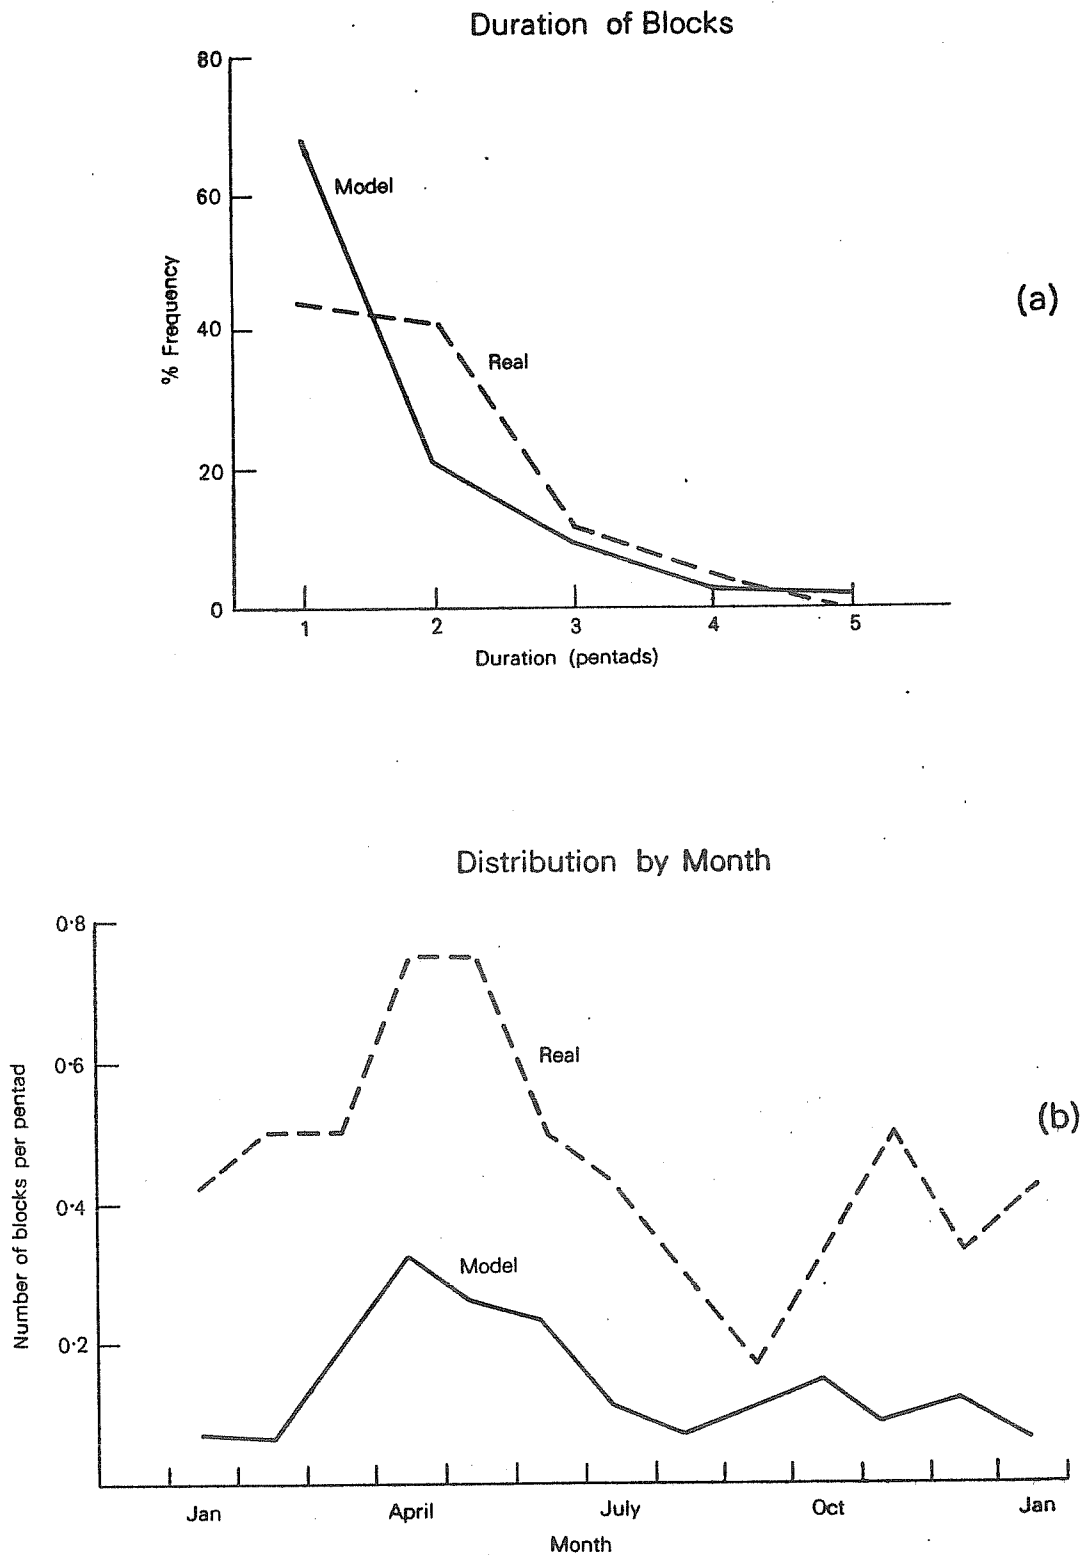 Duration of Blocks
80
60
40
20
0
% Frequency
Model
Real
(a)
1 2 3 4 5
Duration (pentads)
Distribution by Month
0·8
0·6
0·4
0·2
Number of blocks per pentad
Real
Model
(b)
Jan April July Oct Jan
Month